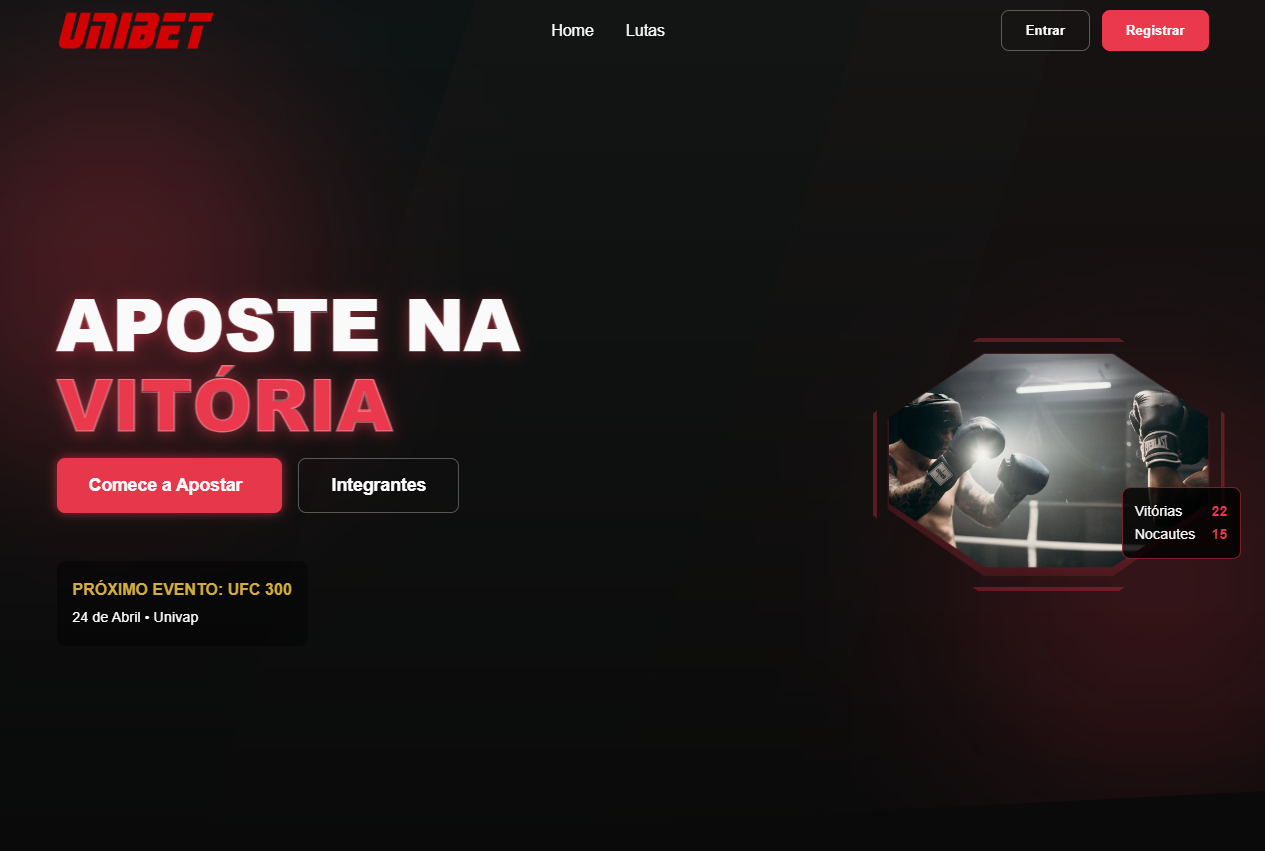 UNIBET
Home
Lutas
Entrar
Registrar
APOSTE NA
VITÓRIA
Comece a Apostar
Integrantes
PRÓXIMO EVENTO: UFC 300
24 de Abril • Univap
EVERLAST
Vitórias 22
Nocautes 15